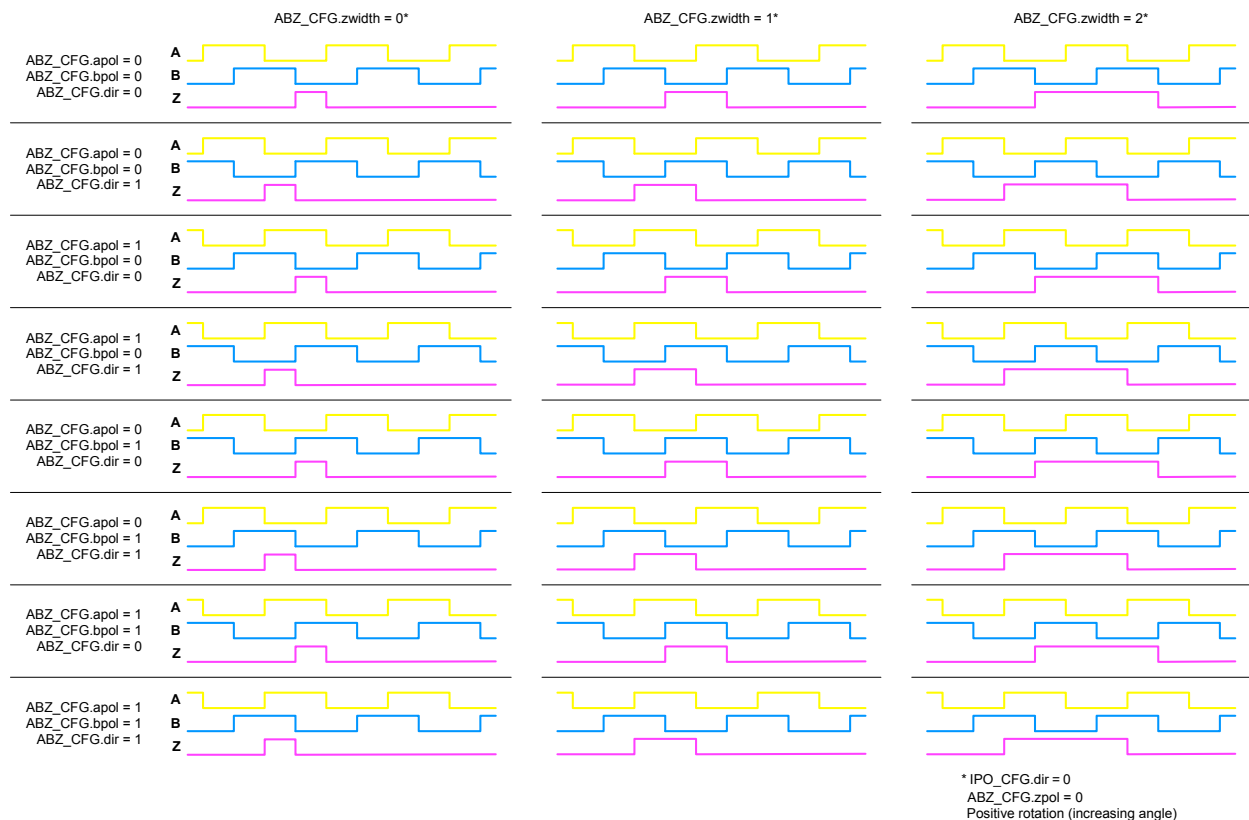 ABZ_CFG.zwidth = 0*
ABZ_CFG.zwidth = 1*
ABZ_CFG.zwidth = 2*
ABZ_CFG.apol = 0
ABZ_CFG.bpol = 0
ABZ_CFG.dir = 0
A
B
Z
ABZ_CFG.apol = 0
ABZ_CFG.bpol = 0
ABZ_CFG.dir = 1
A
B
Z
ABZ_CFG.apol = 1
ABZ_CFG.bpol = 0
ABZ_CFG.dir = 0
A
B
Z
ABZ_CFG.apol = 1
ABZ_CFG.bpol = 0
ABZ_CFG.dir = 1
A
B
Z
ABZ_CFG.apol = 0
ABZ_CFG.bpol = 1
ABZ_CFG.dir = 0
A
B
Z
ABZ_CFG.apol = 0
ABZ_CFG.bpol = 1
ABZ_CFG.dir = 1
A
B
Z
ABZ_CFG.apol = 1
ABZ_CFG.bpol = 1
ABZ_CFG.dir = 0
A
B
Z
ABZ_CFG.apol = 1
ABZ_CFG.bpol = 1
ABZ_CFG.dir = 1
A
B
Z
* IPO_CFG.dir = 0
ABZ_CFG.zpol = 0
Positive rotation (increasing angle)